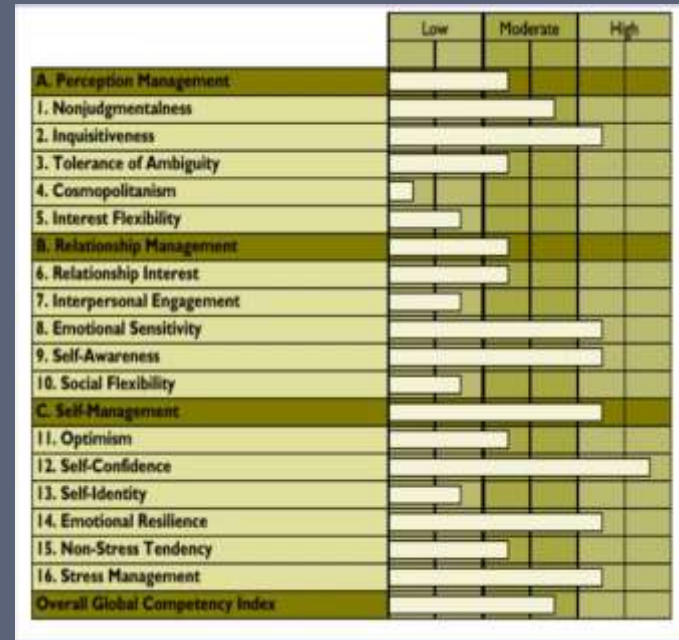 Low Moderate High
A. Perception Management
1. Nonjudgmentalness
2. Inquisitiveness
3. Tolerance of Ambiguity
4. Cosmopolitanism
5. Interest Flexibility
B. Relationship Management
6. Relationship Interest
7. Interpersonal Engagement
8. Emotional Sensitivity
9. Self-Awareness
10. Social Flexibility
C. Self-Management
11. Optimism
12. Self-Confidence
13. Self-Identity
14. Emotional Resilience
15. Non-Stress Tendency
16. Stress Management
Overall Global Competency Index